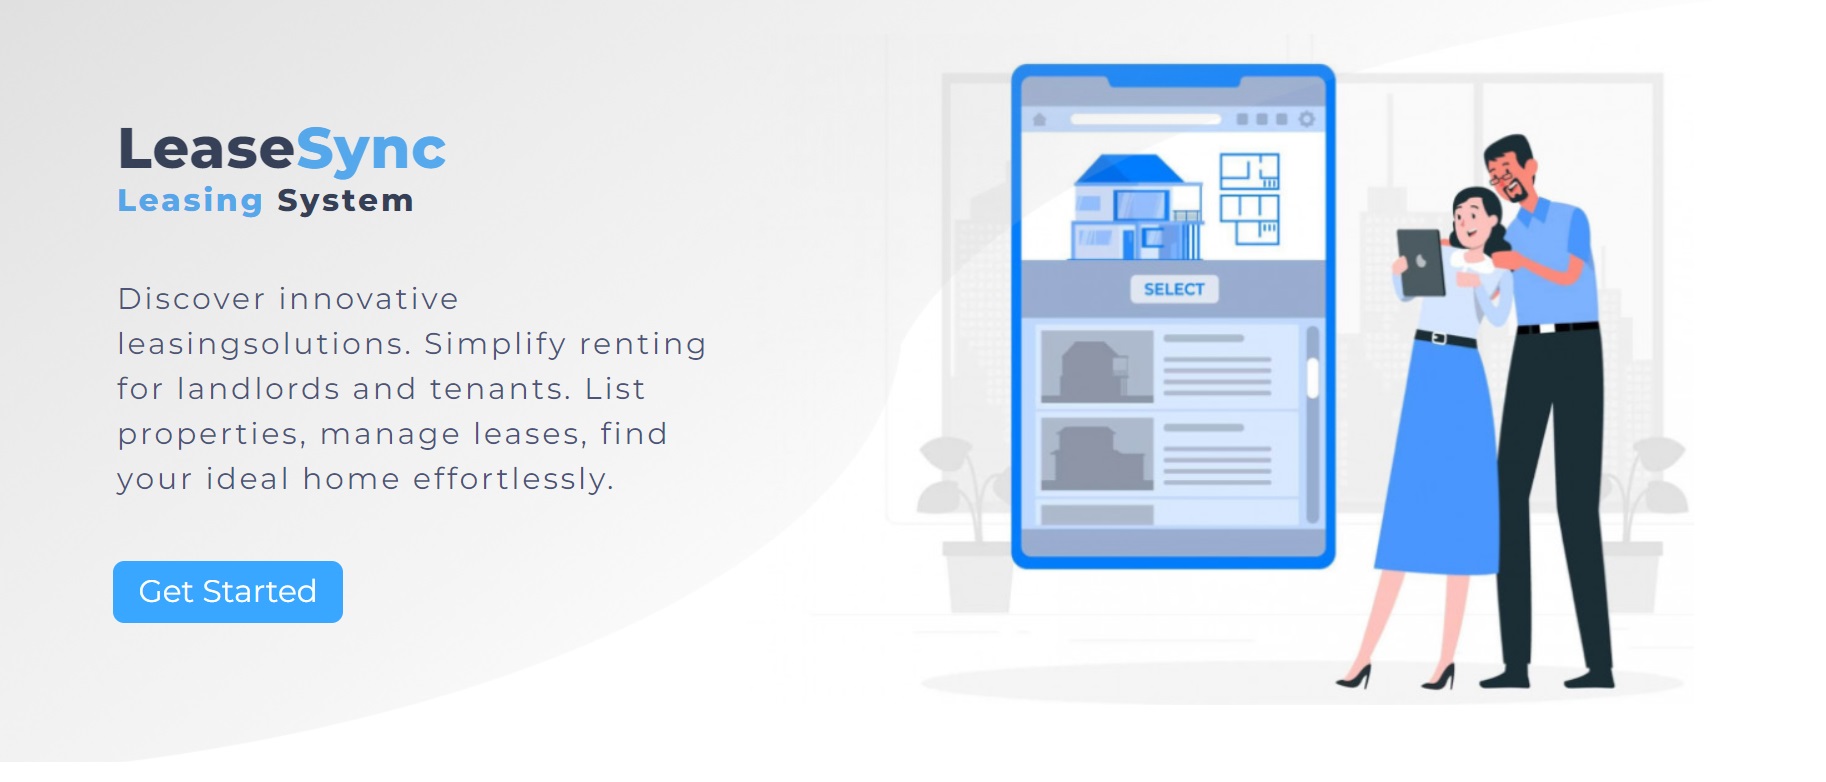 LeaseSync
Leasing System
Discover innovative
leasingsolutions. Simplify renting
for landlords and tenants. List
properties, manage leases, find
your ideal home effortlessly.
Get Started
SELECT